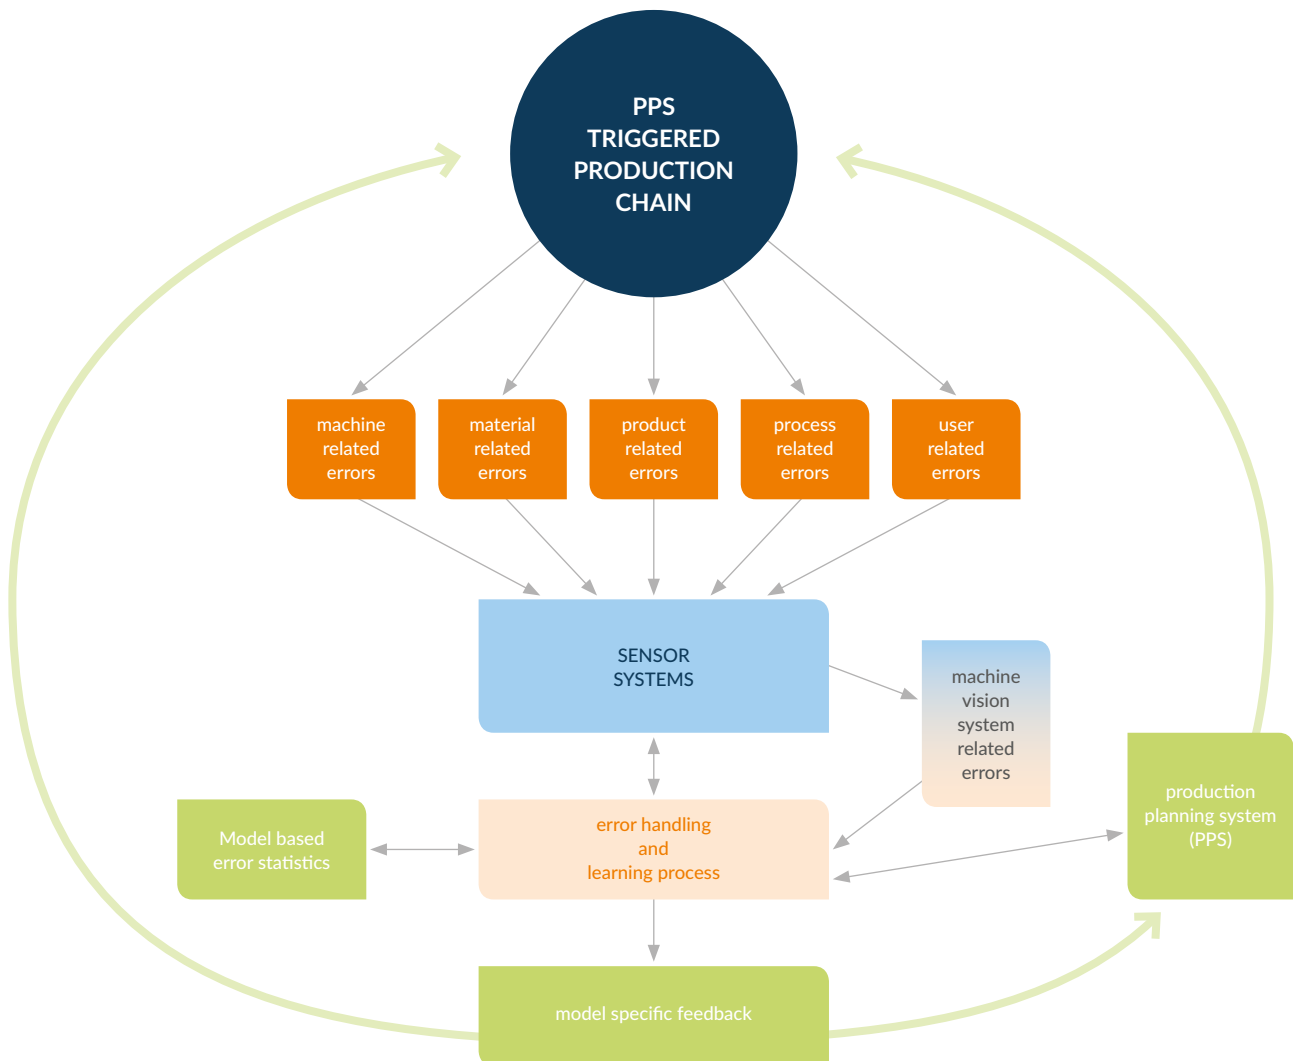 PPS
TRIGGERED
PRODUCTION
CHAIN
machine
related
errors
material
related
errors
product
related
errors
process
related
errors
user
related
errors
SENSOR
SYSTEMS
machine
vision
system
related
errors
production
planning system
(PPS)
Model based
error statistics
error handling
and
learning process
model specific feedback